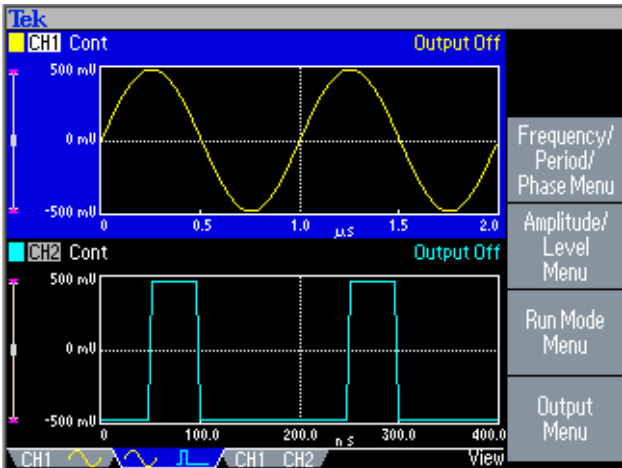 Tek
CH1 Cont Output Off
500 mV
0 mV
-500 mV
0 0.5 1.0 1.5 2.0
µs
CH2 Cont Output Off
500 mV
0 mV
-500 mV
0 100.0 200.0 300.0 400.0
ns
Frequency/
Period/
Phase Menu
Amplitude/
Level
Menu
Run Mode
Menu
Output
Menu
CH1 CH1 CH2 View